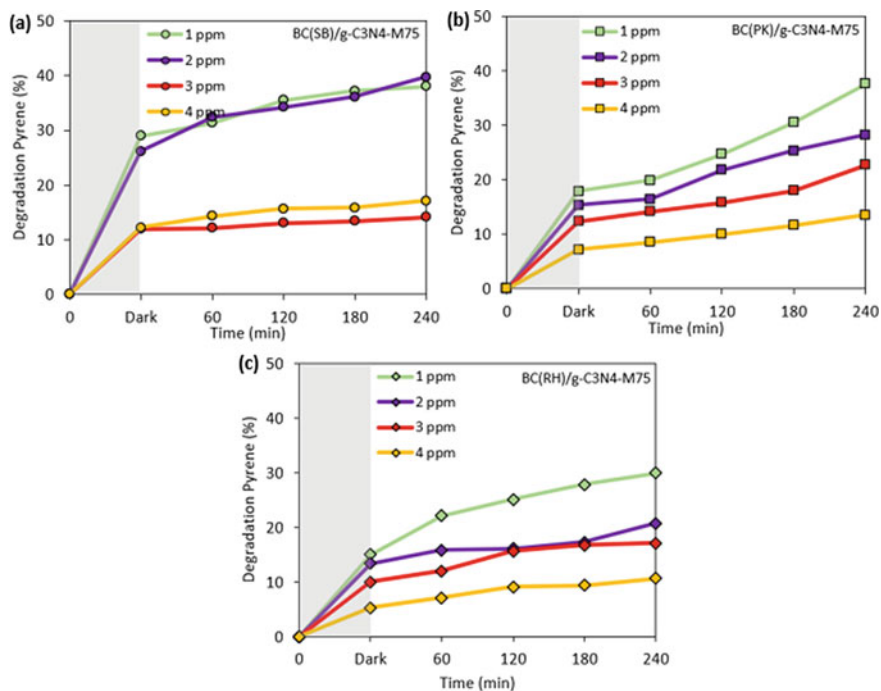 (a)
BC(SB)/g-C3N4-M75
1 ppm
2 ppm
3 ppm
4 ppm
Degradation Pyrene (%)
50
40
30
20
10
0
0 Dark 60 120 180 240
Time (min)
(b)
BC(PK)/g-C3N4-M75
1 ppm
2 ppm
3 ppm
4 ppm
Degradation Pyrene (%)
50
40
30
20
10
0
0 Dark 60 120 180 240
Time (min)
(c)
BC(RH)/g-C3N4-M75
1 ppm
2 ppm
3 ppm
4 ppm
Degradation Pyrene (%)
50
40
30
20
10
0
0 Dark 60 120 180 240
Time (min)